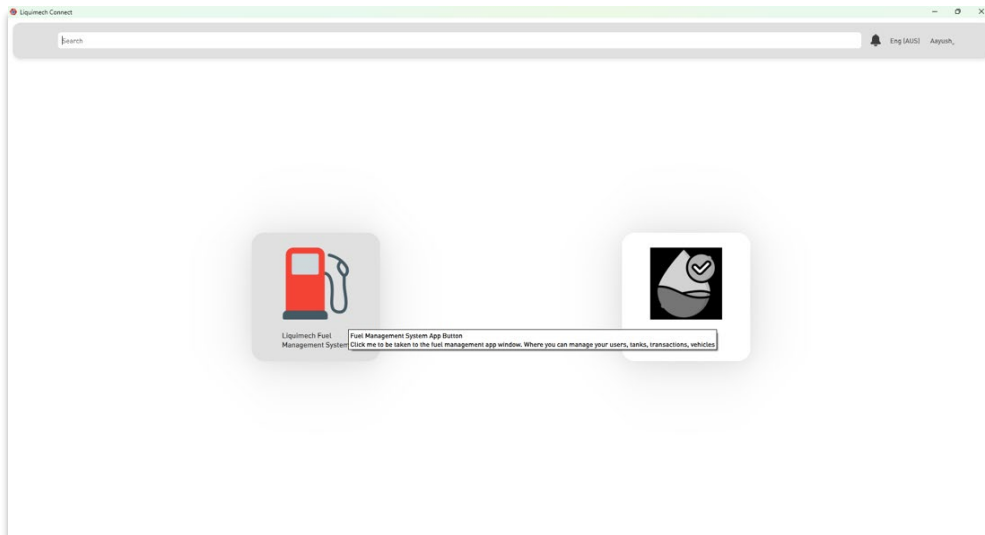 Liquimech Connect
Search
Eng (AUS)
Aayush_
Liquimech Fuel
Management System
Fuel Management System App Button
Click me to be taken to the fuel management app window. Where you can manage your users, tanks, transactions, vehicles